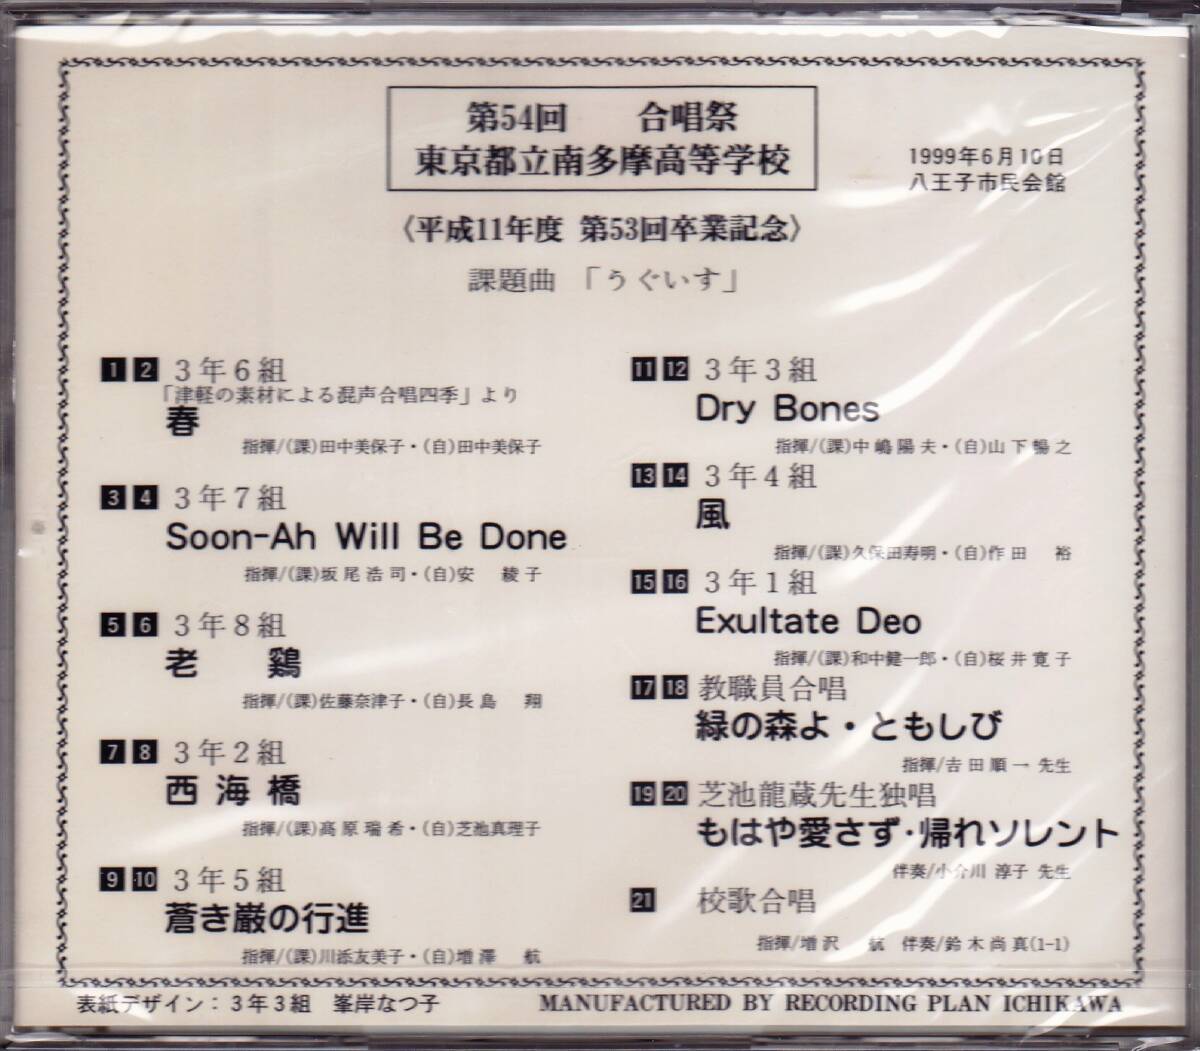 第54回　合唱祭
東京都立南多摩高等学校
1999年6月10日
八王子市民会館
〈平成11年度 第53回卒業記念〉
課題曲 「うぐいす」
1 2 3年6組
「津軽の素材による混声合唱四季」より
春
指揮/(課)田中美保子・(自)田中美保子
3 4 3年7組
Soon-Ah Will Be Done
指揮/(課)坂尾浩司・(自)安　綾子
5 6 3年8組
老　鷄
指揮/(課)佐藤奈津子・(自)長島　翔
7 8 3年2組
西海橋
指揮/(課)髙原瑞希・(自)芝池真理子
9 10 3年5組
蒼き巌の行進
指揮/(課)川添友美子・(自)増澤　航
11 12 3年3組
Dry Bones
指揮/(課)中嶋陽夫・(自)山下暢之
13 14 3年4組
風
指揮/(課)久保田寿明・(自)作田　裕
15 16 3年1組
Exultate Deo
指揮/(課)和中健一郎・(自)桜井寛子
17 18 教職員合唱
緑の森よ・ともしび
指揮/吉田順一 先生
19 20 芝池龍蔵先生独唱
もはや愛さず・帰れソレント
伴奏/小介川 淳子 先生
21 校歌合唱
指揮/増沢　航 伴奏/鈴木尚真(1-1)
表紙デザイン：3年3組　峯岸なつ子
MANUFACTURED BY RECORDING PLAN ICHIKAWA